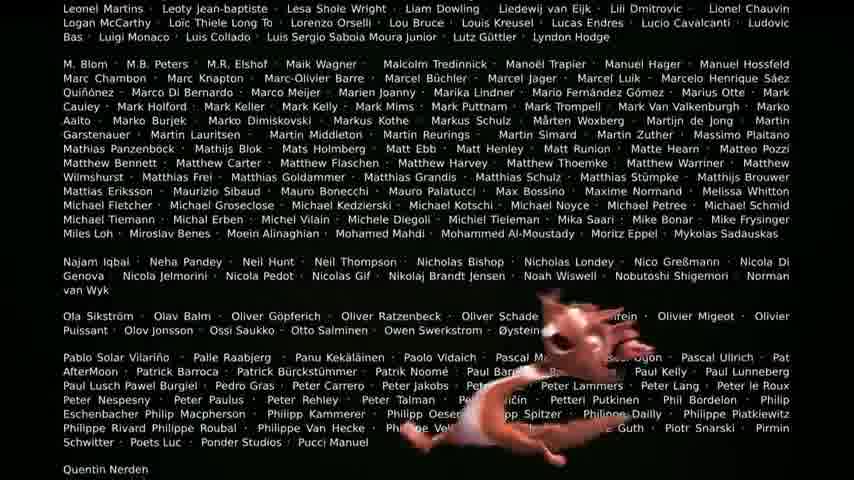 Leonel Martins · Leoty Jean-baptiste · Lesa Shole Wright · Liam Dowling · Liedewij van Eijk · Lili Dmitrovic · Lionel Chauvin
Logan McCarthy · Loïc Thiele Long To · Lorenzo Orselli · Lou Bruce · Louis Kreusel · Lucas Endres · Lucio Cavalcanti · Ludovic
Bas · Luigi Monaco · Luis Collado · Luis Sergio Saboia Moura Junior · Lutz Güttler · Lyndon Hodge
M. Blom · M.B. Peters · M.R. Elshof · Maik Wagner · Malcolm Tredinnick · Manoël Trapier · Manuel Hager · Manuel Hossfeld
Marc Chambon · Marc Knapton · Marc-Olivier Barre · Marcel Büchler · Marcel Jager · Marcel Luik · Marcelo Henrique Sáez
Quiñónez · Marco Di Bernardo · Marco Meijer · Marien Joanny · Marika Lindner · Mario Fernández Gómez · Marius Otte · Mark
Cauley · Mark Holford · Mark Keller · Mark Kelly · Mark Mims · Mark Puttnam · Mark Trompell · Mark Van Valkenburgh · Marko
Aalto · Marko Burjek · Marko Dimiskovski · Markus Kothe · Markus Schulz · Mårten Woxberg · Martijn de Jong · Martin
Garstenauer · Martin Lauritsen · Martin Middleton · Martin Reurings · Martin Simard · Martin Zuther · Massimo Plaitano
Mathias Panzenböck · Mathijs Blok · Mats Holmberg · Matt Ebb · Matt Henley · Matt Runion · Matte Hearn · Matteo Pozzi
Matthew Bennett · Matthew Carter · Matthew Flaschen · Matthew Harvey · Matthew Thoemke · Matthew Warriner · Matthew
Wilmshurst · Matthias Frei · Matthias Goldammer · Matthias Grandis · Matthias Schulz · Matthias Stümpke · Matthijs Brouwer
Mattias Eriksson · Maurizio Sibaud · Mauro Bonecchi · Mauro Palatucci · Max Bossino · Maxime Normand · Melissa Whitton
Michael Fletcher · Michael Groseclose · Michael Kedzierski · Michael Kotschi · Michael Noyce · Michael Petree · Michael Schmid
Michael Tiemann · Michal Erben · Michel Vilain · Michele Diegoli · Michiel Tieleman · Mika Saari · Mike Bonar · Mike Frysinger
Miles Loh · Miroslav Benes · Moein Alinaghian · Mohamed Mahdi · Mohammed Al-Moustady · Moritz Eppel · Mykolas Sadauskas
Najam Iqbal · Neha Pandey · Neil Hunt · Neil Thompson · Nicholas Bishop · Nicholas Londey · Nico Greßmann · Nicola Di
Genova · Nicola Jelmorini · Nicola Pedot · Nicolas Gif · Nikolaj Brandt Jensen · Noah Wiswell · Nobutoshi Shigemori · Norman
van Wyk
Ola Sikström · Olav Balm · Oliver Göpferich · Oliver Ratzenbeck · Oliver Schade · Olivier Migeot · Olivier
Puissant · Olov Jonsson · Ossi Saukko · Otto Salminen · Owen Swerkstrom · Øystein
Pablo Solar Vilariño · Palle Raabjerg · Panu Kekäläinen · Paolo Vidaich · Pascal · Pascal Ullrich · Pat
AfterMoon · Patrick Barroca · Patrick Bürckstümmer · Patrik Noomé · Paul · Paul Kelly · Paul Lunneberg
Paul Lusch Pawel Burgiel · Pedro Gras · Peter Carrero · Peter Jakobs · Peter Lammers · Peter Lang · Peter le Roux
Peter Nespesny · Peter Paulus · Peter Rehley · Peter Talman · Petteri Putkinen · Phil Bordelon · Philip
Eschenbacher Philip Macpherson · Philipp Kammerer · Philipp · Spitzer · Philippe Dailly · Philippe Piatkiewitz
Philippe Rivard Philippe Roubal · Philippe Van Hecke · Philippe · Guth · Piotr Snarski · Pirmin
Schwitter · Poets Luc · Ponder Studios · Pucci Manuel
Quentin Nerden